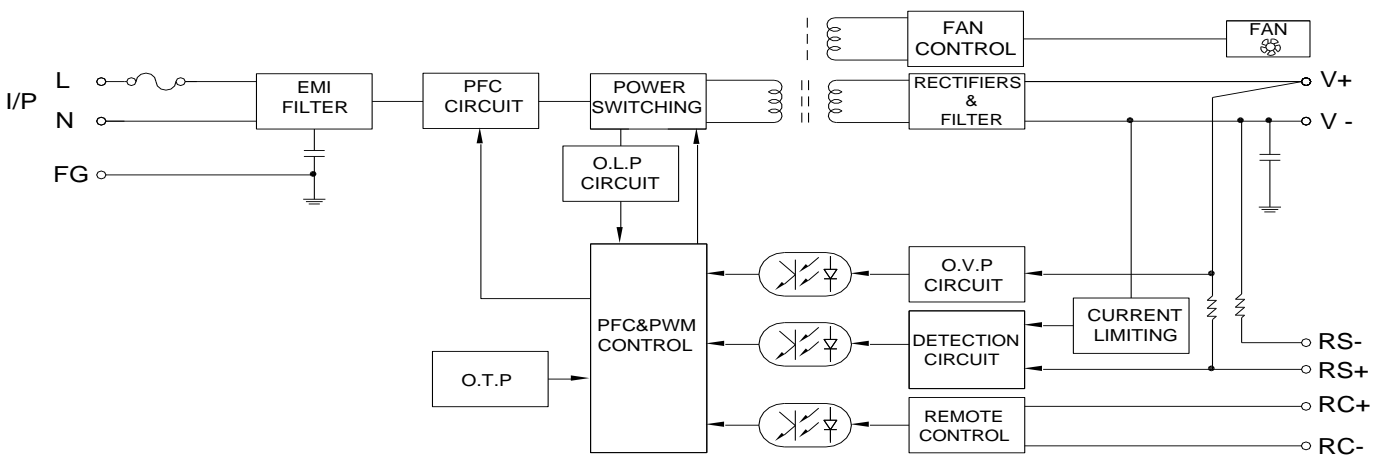 FAN
CONTROL
FAN
I/P
L
N
FG
EMI
FILTER
PFC
CIRCUIT
POWER
SWITCHING
RECTIFIERS
&
FILTER
V+
V -
O.L.P
CIRCUIT
PFC&PWM
CONTROL
O.T.P
O.V.P
CIRCUIT
DETECTION
CIRCUIT
CURRENT
LIMITING
REMOTE
CONTROL
RS-
RS+
RC+
RC-